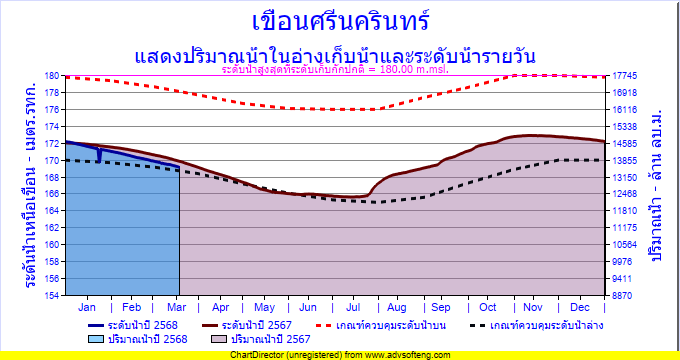 เขื่อนศรีนครินทร์
แสดงปริมาณน้ำในอ่างเก็บน้ำและระดับน้ำรายวัน
ระดับน้ำสูงสุดที่ระดับเก็บกักปกติ = 180.00 m.msl.
ระดับน้ำเหนือเขื่อน - เมตร.รทก.
ปริมาณน้ำ - ล้าน ลบ.ม.
180 17745
178 16918
176 16116
174 15338
172 14585
170 13855
168 13150
166 12468
164 11810
162 11175
160 10564
158 9976
156 9411
154 8870
Jan Feb Mar Apr May Jun Jul Aug Sep Oct Nov Dec
ระดับน้ำปี 2568 ระดับน้ำปี 2567 เกณฑ์ควบคุมระดับน้ำบน เกณฑ์ควบคุมระดับน้ำล่าง
ปริมาณน้ำปี 2568 ปริมาณน้ำปี 2567
ChartDirector (unregistered) from www.advsofteng.com